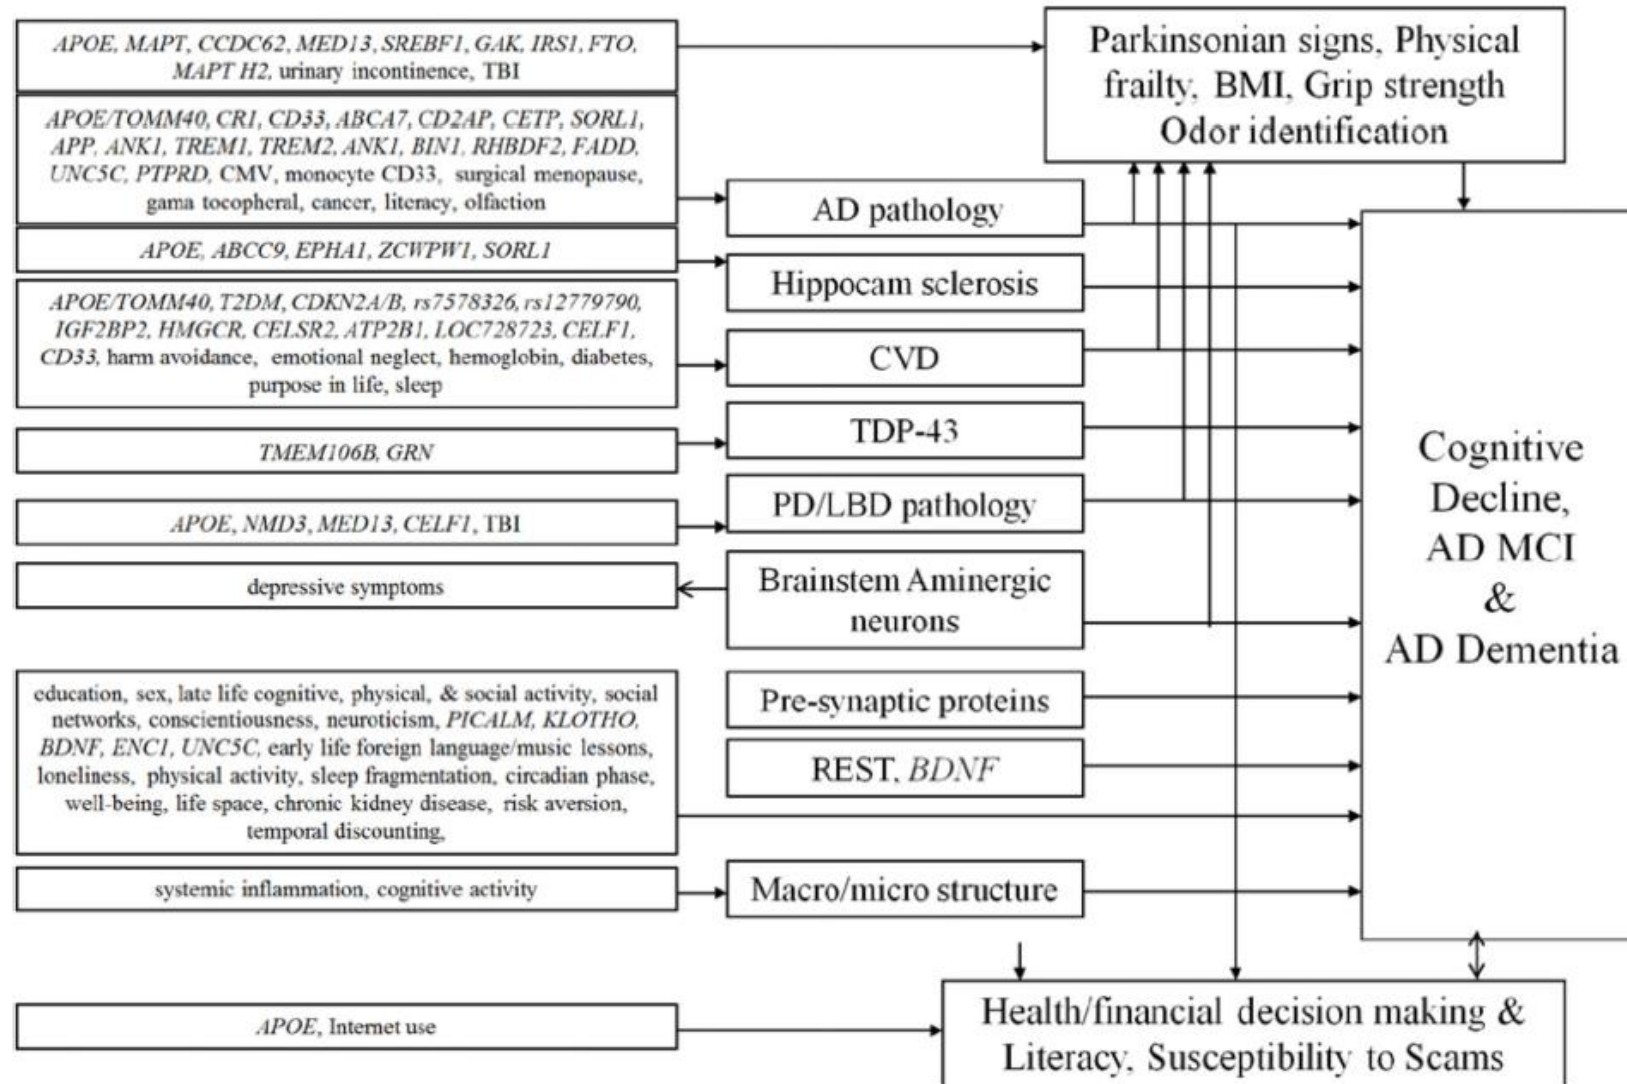 APOE, MAPT, CCDC62, MED13, SREBF1, GAK, IRS1, FTO,
MAPT H2, urinary incontinence, TBI
Parkinsonian signs, Physical
frailty, BMI, Grip strength
Odor identification
APOE/TOMM40, CR1, CD33, ABCA7, CD2AP, CETP, SORL1,
APP, ANK1, TREM1, TREM2, ANK1, BIN1, RHBDF2, FADD,
UNC5C, PTPRD, CMV, monocyte CD33, surgical menopause,
gama tocopheral, cancer, literacy, olfaction
AD pathology
APOE, ABCC9, EPHA1, ZCWPW1, SORL1
Hippocam sclerosis
APOE/TOMM40, T2DM, CDKN2A/B, rs7578326, rs12779790,
IGF2BP2, HMGCR, CELSR2, ATP2B1, LOC728723, CELF1,
CD33, harm avoidance, emotional neglect, hemoglobin, diabetes,
purpose in life, sleep
CVD
TMEM106B, GRN
TDP-43
APOE, NMD3, MED13, CELF1, TBI
PD/LBD pathology
depressive symptoms
Brainstem Aminergic
neurons
Cognitive
Decline,
AD MCI
&
AD Dementia
education, sex, late life cognitive, physical, & social activity, social
networks, conscientiousness, neuroticism, PICALM, KLOTHO,
BDNF, ENC1, UNC5C, early life foreign language/music lessons,
loneliness, physical activity, sleep fragmentation, circadian phase,
well-being, life space, chronic kidney disease, risk aversion,
temporal discounting,
Pre-synaptic proteins
REST, BDNF
systemic inflammation, cognitive activity
Macro/micro structure
APOE, Internet use
Health/financial decision making &
Literacy, Susceptibility to Scams